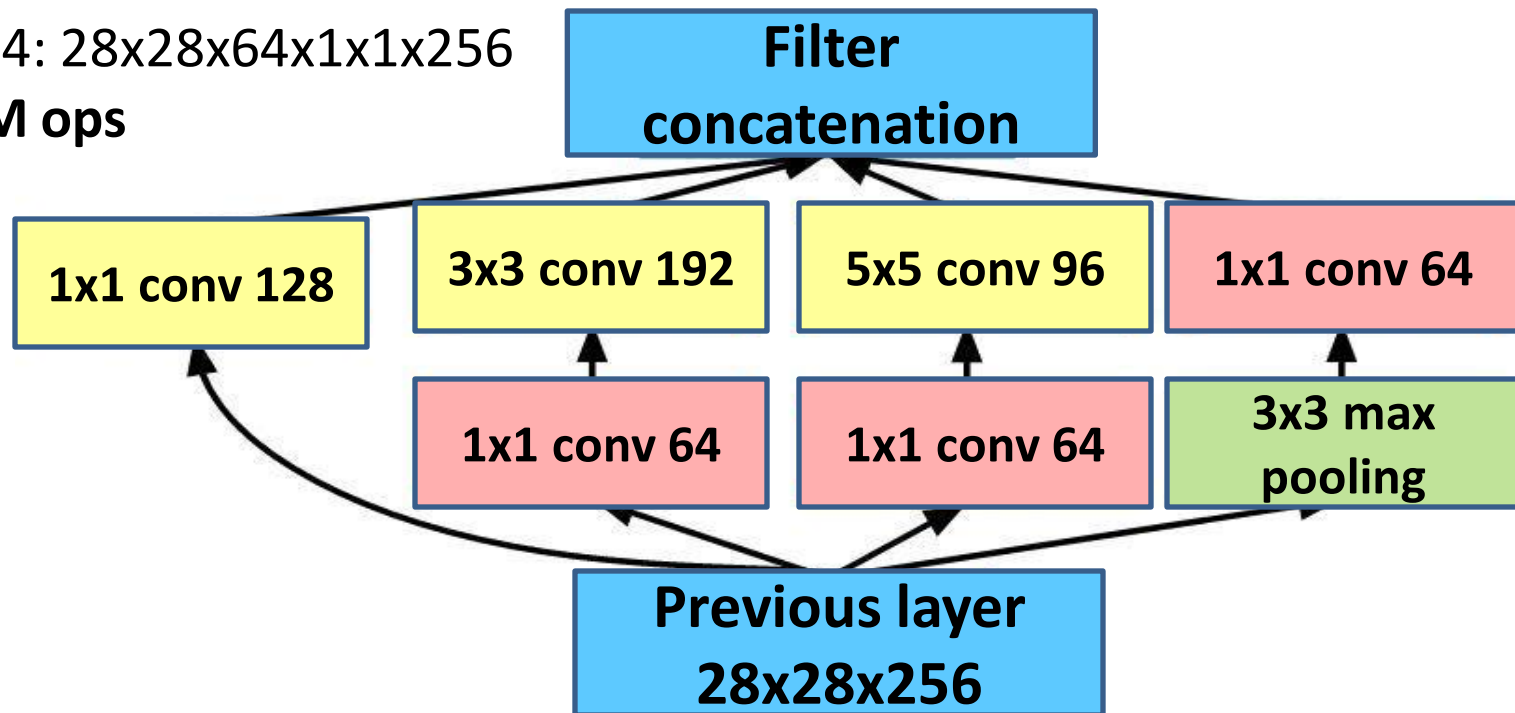 4: 28x28x64x1x1x256
M ops
Filter
concatenation
1x1 conv 128
3x3 conv 192
5x5 conv 96
1x1 conv 64
1x1 conv 64
1x1 conv 64
3x3 max
pooling
Previous layer
28x28x256